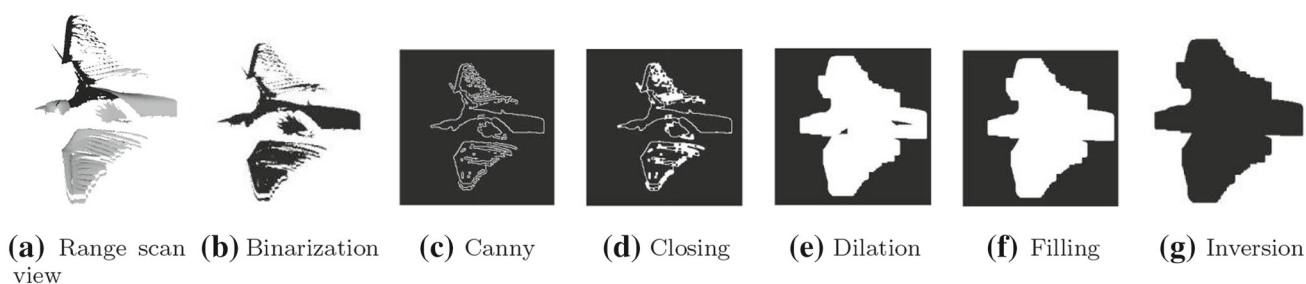 (a) Range scan view
(b) Binarization
(c) Canny
(d) Closing
(e) Dilation
(f) Filling
(g) Inversion